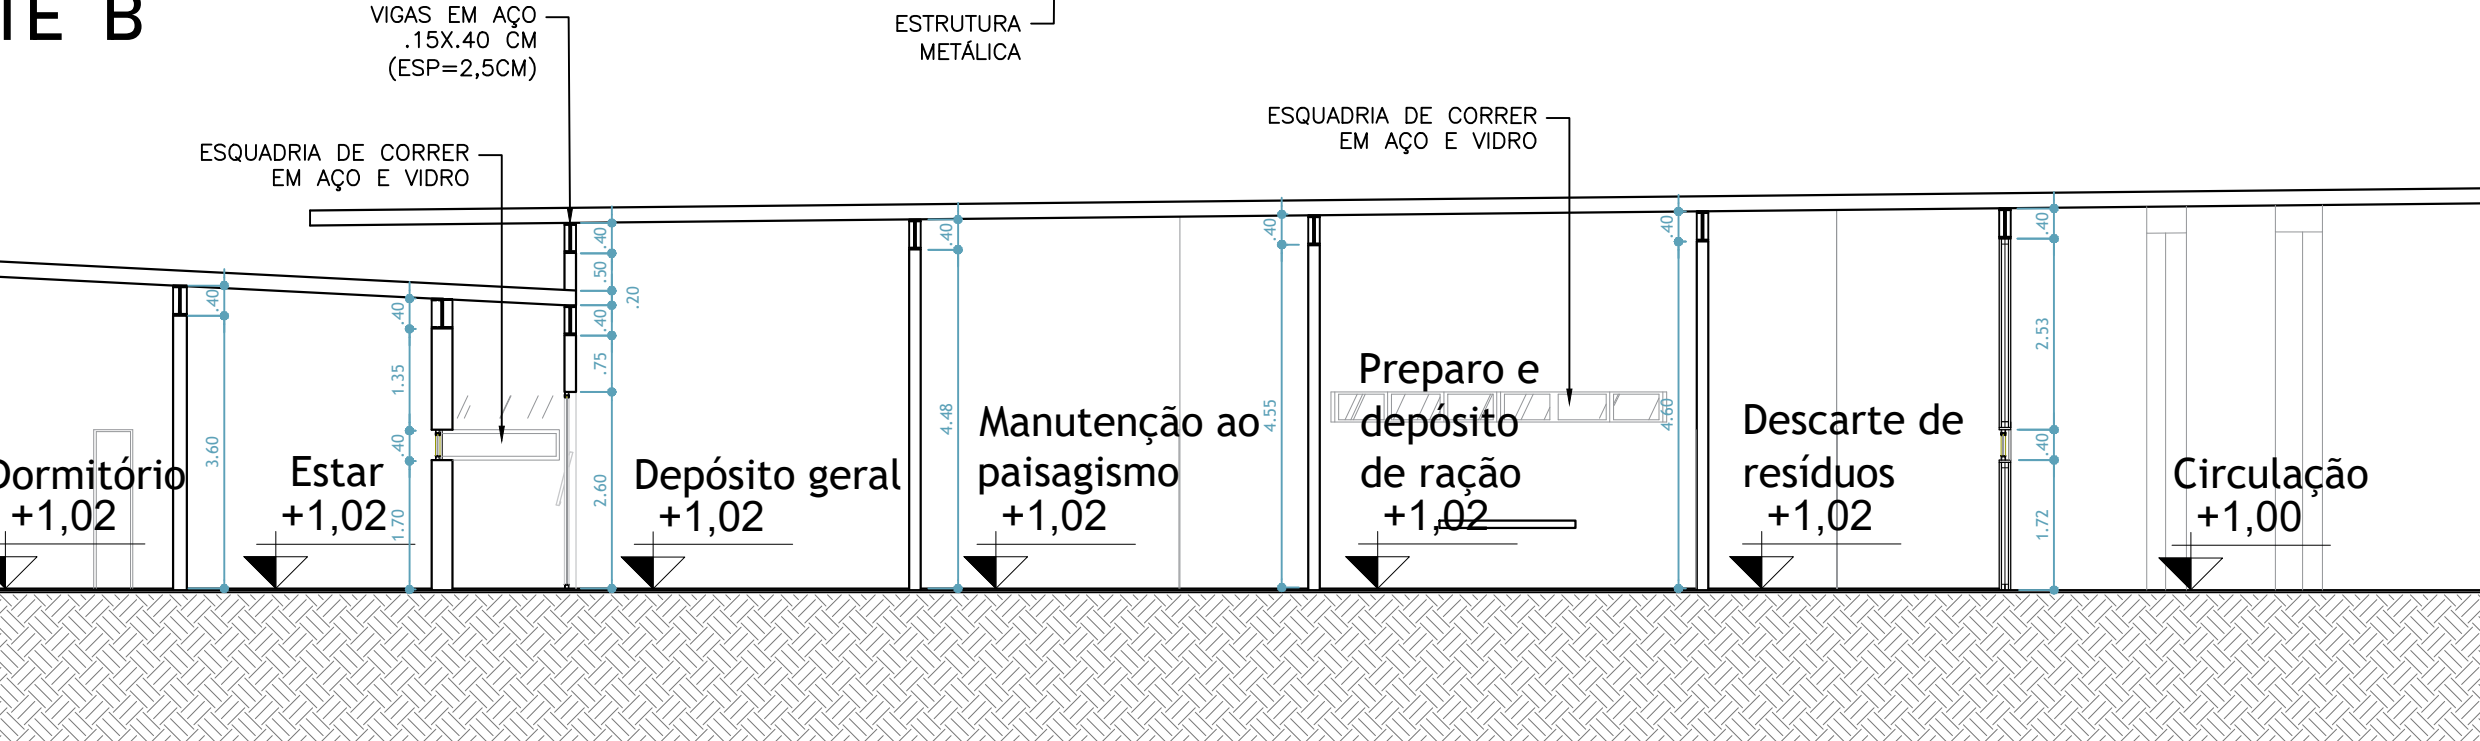 TE B
VIGAS EM AÇO
.15X.40 CM
(ESP=2,5CM)
ESTRUTURA
METÁLICA
ESQUADRIA DE CORRER
EM AÇO E VIDRO
ESQUADRIA DE CORRER
EM AÇO E VIDRO
Dormitório
+1,02
.40
3.60
Estar
+1,02
.40
1.35
.40
1.70
.40
.50
.20
.40
.75
2.60
Depósito geral
+1,02
.40
4.48
Manutenção ao
paisagismo
+1,02
.40
4.55
Preparo e
depósito
de ração
+1,02
.40
4.60
Descarte de
resíduos
+1,02
.40
2.53
.40
1.72
Circulação
+1,00